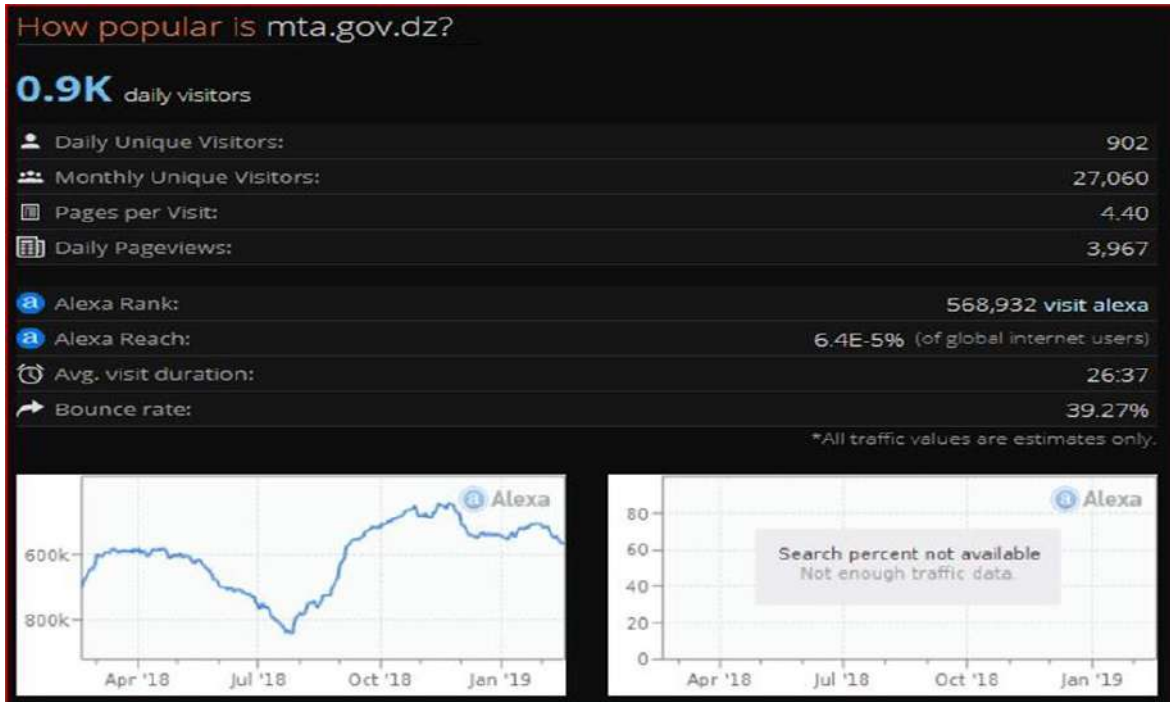 How popular is mta.gov.dz?
0.9K daily visitors
Daily Unique Visitors: 902
Monthly Unique Visitors: 27,060
Pages per Visit: 4.40
Daily Pageviews: 3,967
Alexa Rank: 568,932 visit alexa
Alexa Reach: 6.4E-5% (of global internet users)
Avg. visit duration: 26:37
Bounce rate: 39.27%
*All traffic values are estimates only.
a Alexa
600k
800k
Apr '18 Jul '18 Oct '18 Jan '19
a Alexa
80
60
40
20
0
Search percent not available
Not enough traffic data.
Apr '18 Jul '18 Oct '18 Jan '19